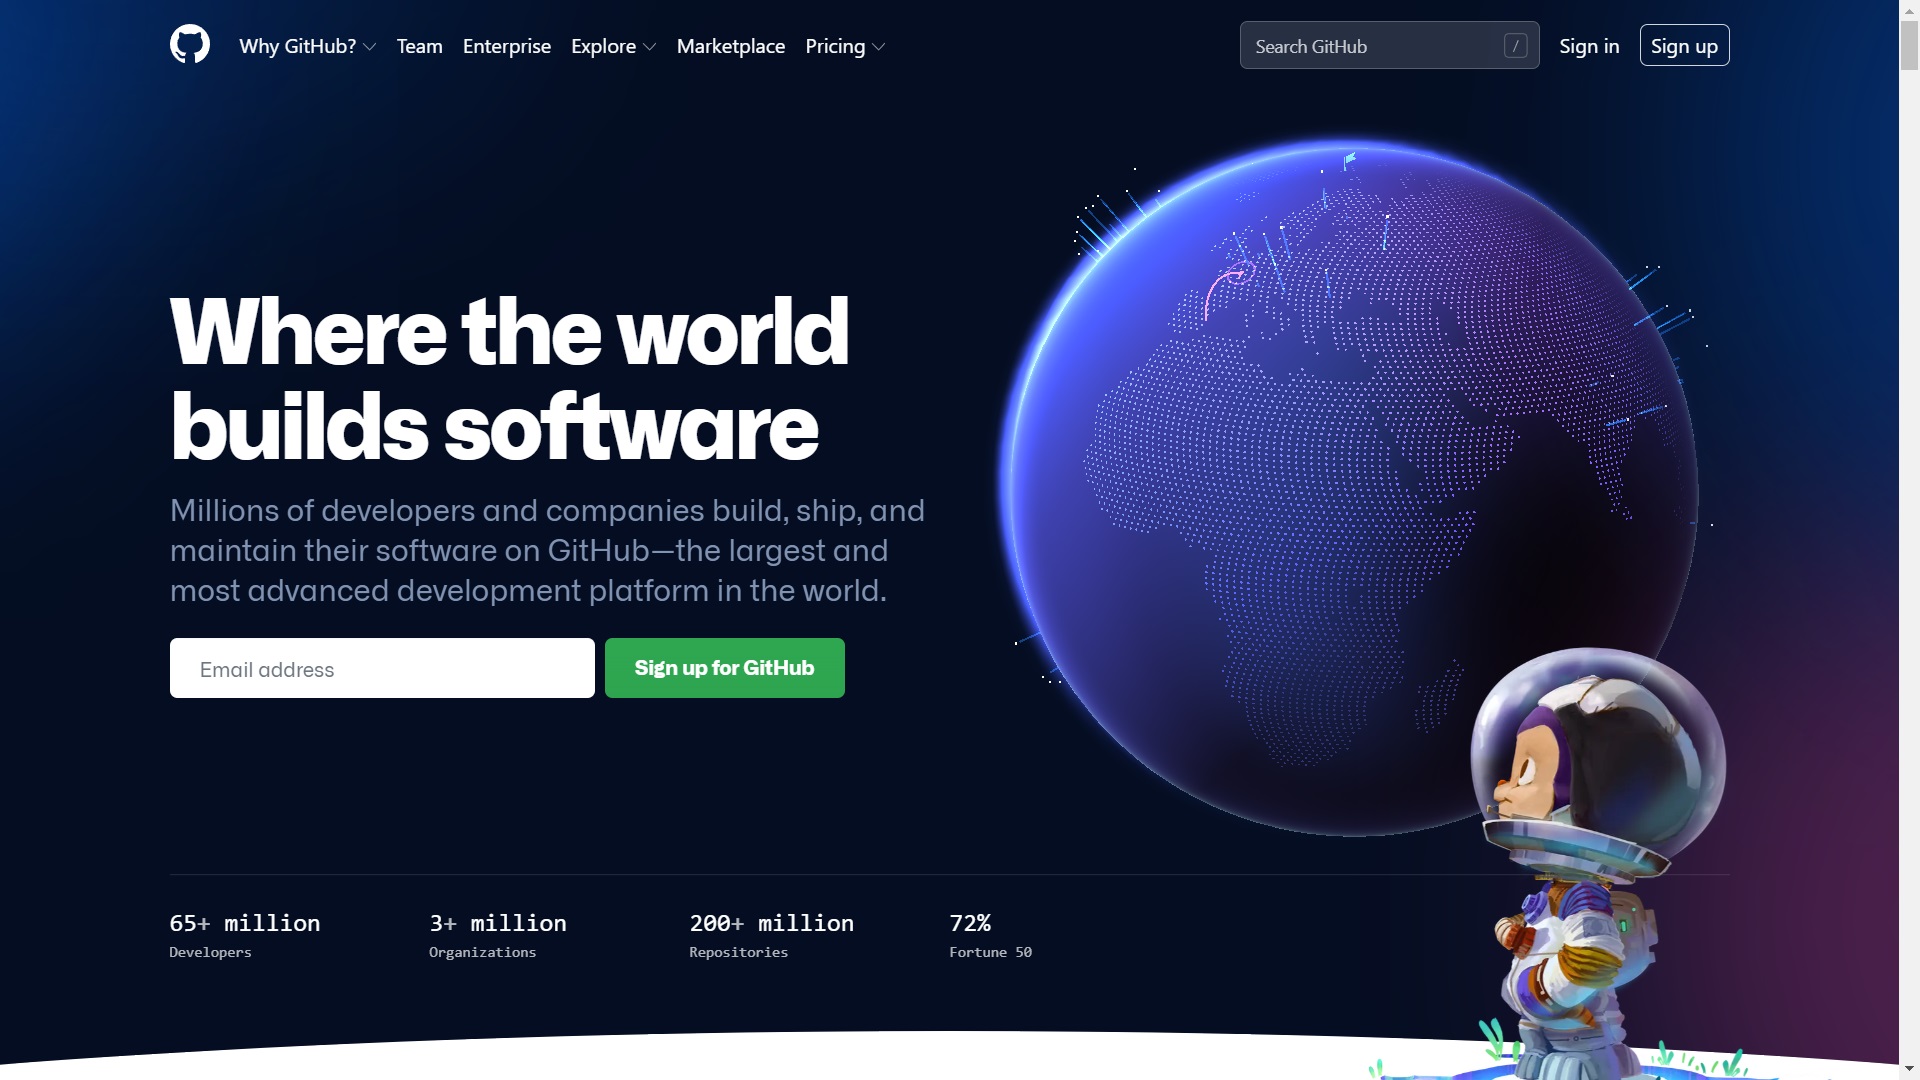 Why GitHub? Team Enterprise Explore Marketplace Pricing Search GitHub / Sign in Sign up
Where the world
builds software
Millions of developers and companies build, ship, and
maintain their software on GitHub—the largest and
most advanced development platform in the world.
Email address Sign up for GitHub
65+ million 3+ million 200+ million 72%
Developers Organizations Repositories Fortune 50